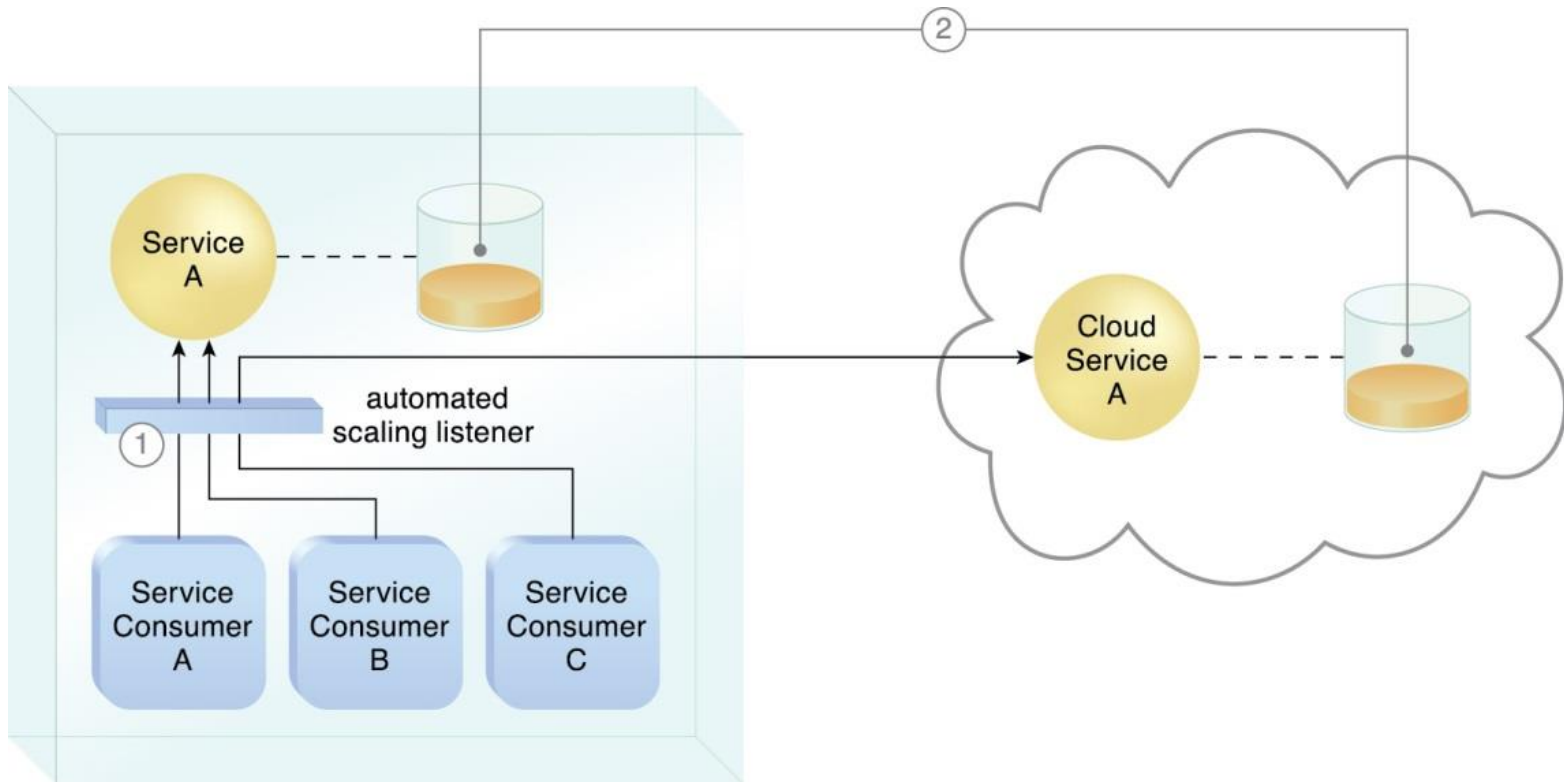 2
Service
A
Cloud
Service
A
automated
scaling listener
1
Service
Consumer
A
Service
Consumer
B
Service
Consumer
C